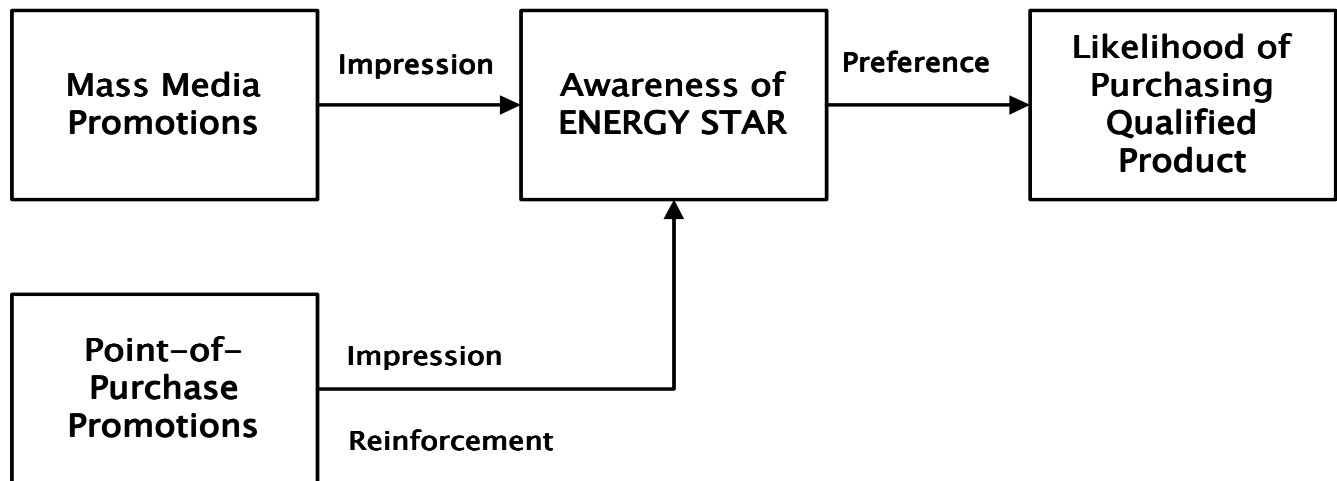 Mass Media
Promotions
Impression
Awareness of
ENERGY STAR
Preference
Likelihood of
Purchasing
Qualified
Product
Point-of-
Purchase
Promotions
Impression
Reinforcement